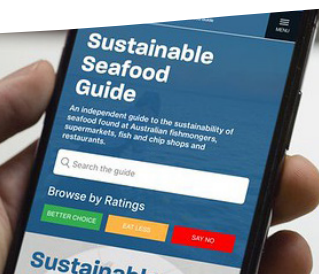 MENU
Sustainable
Seafood
Guide
An independent guide to the sustainability of
seafood found at Australian fishmongers,
supermarkets, fish and chip shops and
restaurants.
Search the guide
Browse by Ratings
BETTER CHOICE
EAT LESS
SAY NO